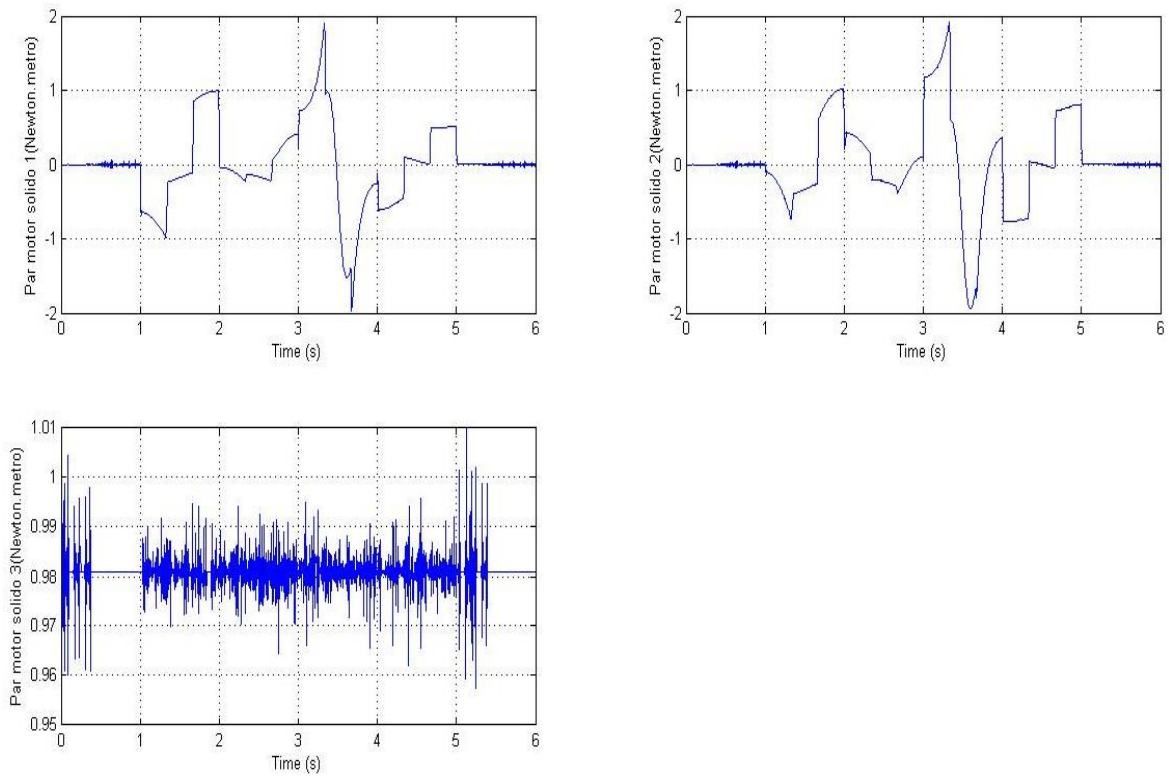 Par motor solido 1(Newton.metro)
2
1
0
-1
-2
0 1 2 3 4 5 6
Time (s)
Par motor solido 2(Newton.metro)
2
1
0
-1
-2
0 1 2 3 4 5 6
Time (s)
Par motor solido 3(Newton.metro)
1.01
1
0.99
0.98
0.97
0.96
0.95
0 1 2 3 4 5 6
Time (s)